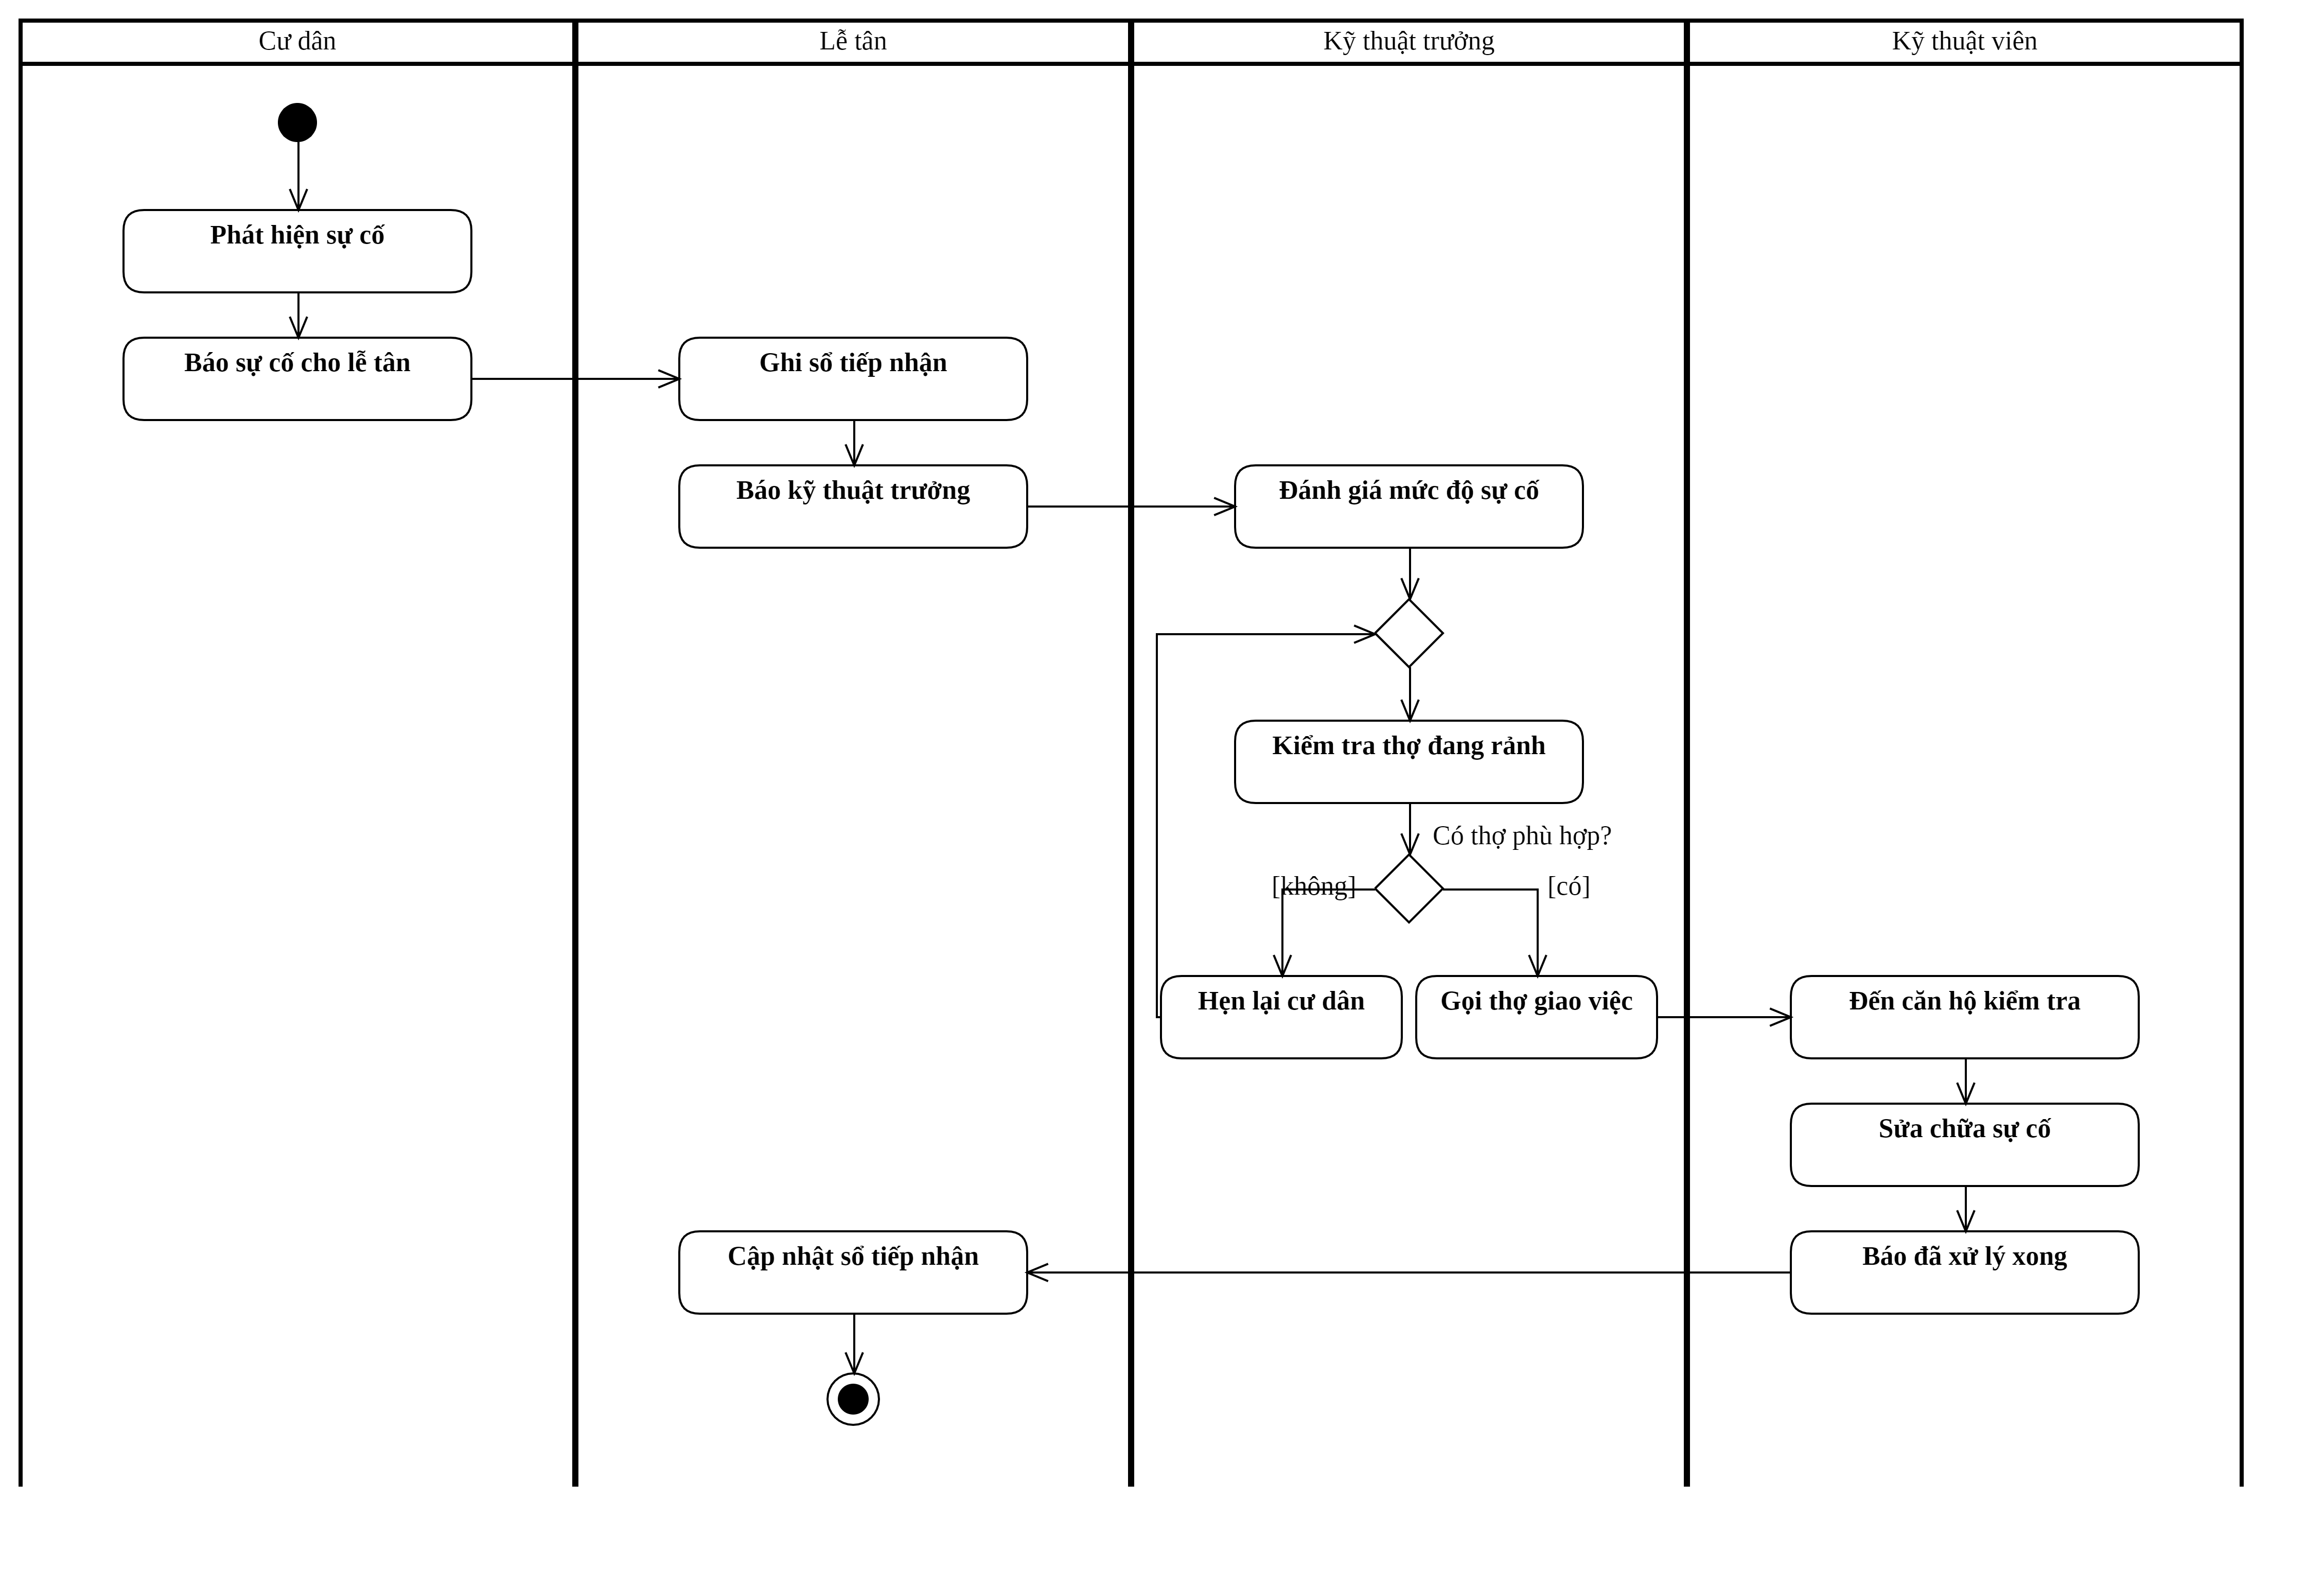 Cư dân
Lễ tân
Kỹ thuật trưởng
Kỹ thuật viên
Phát hiện sự cố
Báo sự cố cho lễ tân
Ghi sổ tiếp nhận
Báo kỹ thuật trưởng
Đánh giá mức độ sự cố
Kiểm tra thợ đang rảnh
Có thợ phù hợp?
[không]
[có]
Hẹn lại cư dân
Gọi thợ giao việc
Đến căn hộ kiểm tra
Sửa chữa sự cố
Cập nhật sổ tiếp nhận
Báo đã xử lý xong